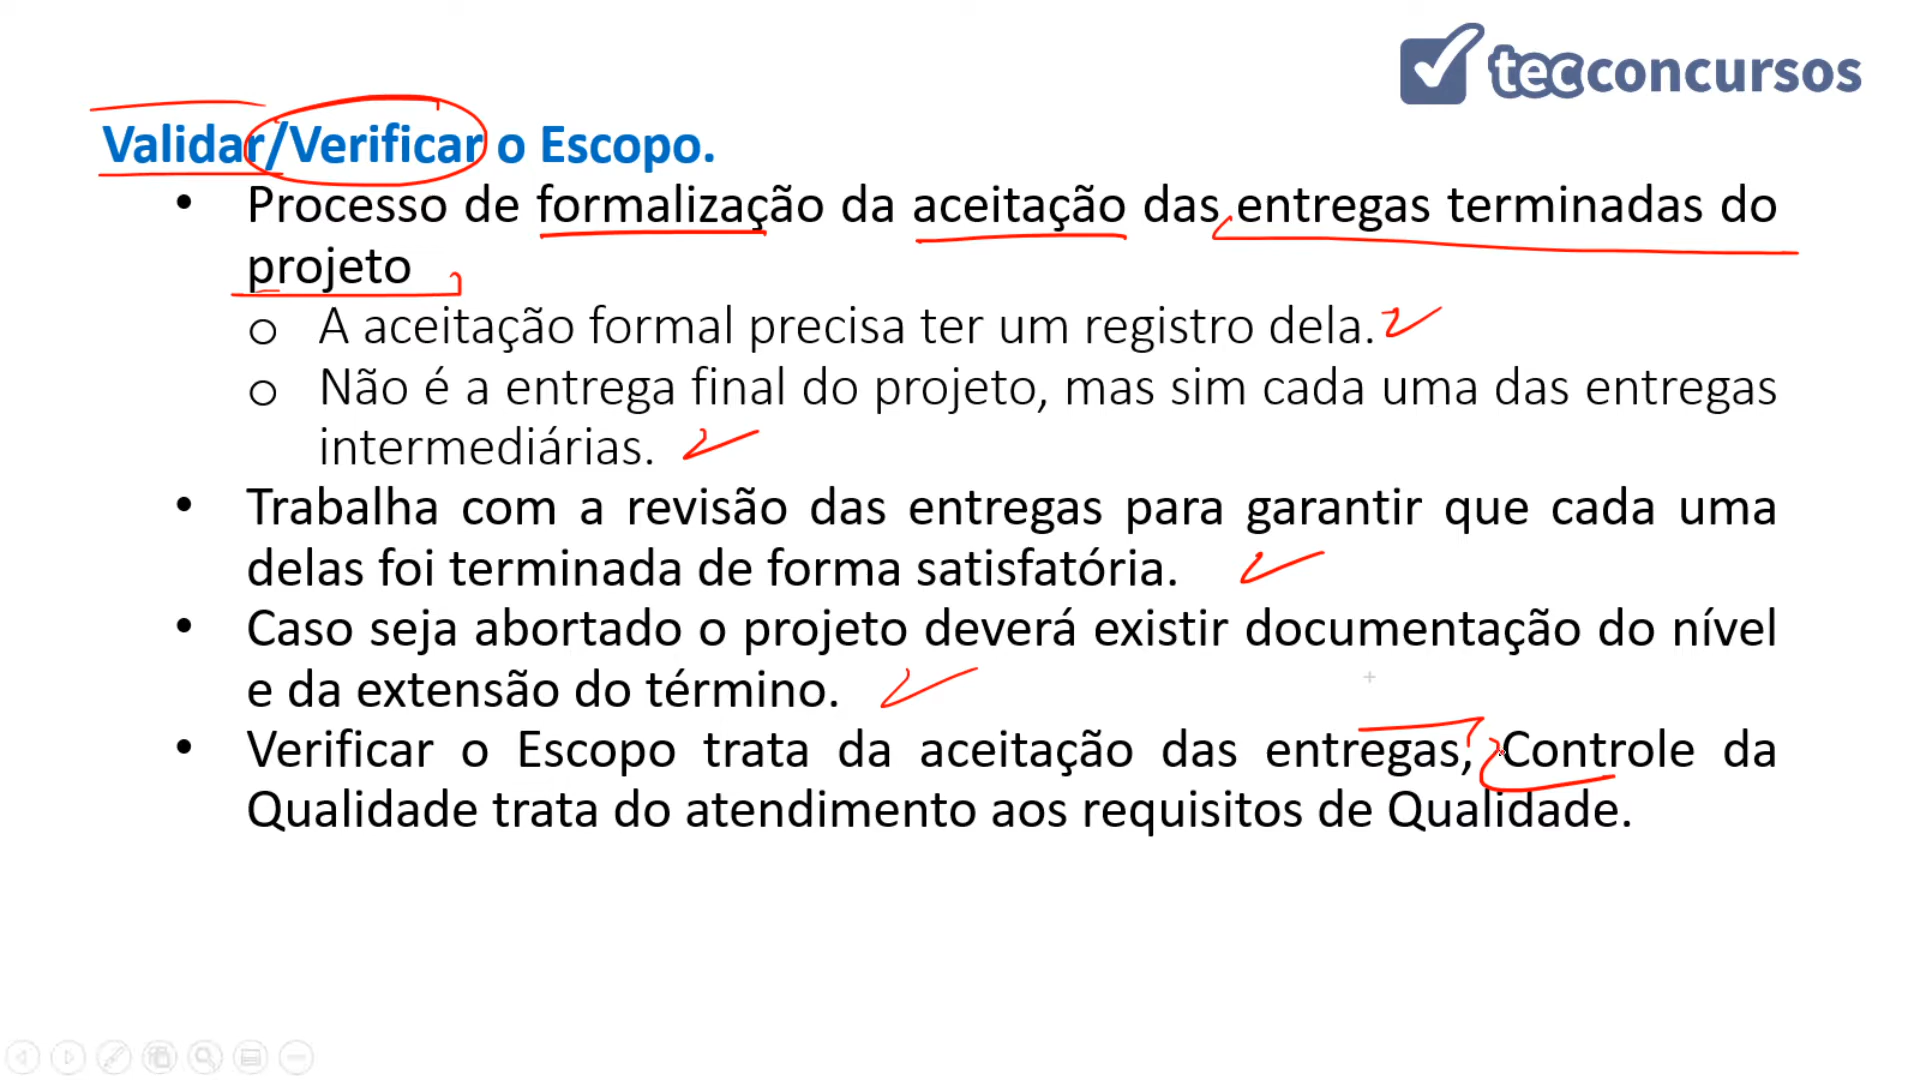 tecconcursos
Validar/Verificar o Escopo.
• Processo de formalização da aceitação das entregas terminadas do
projeto
o A aceitação formal precisa ter um registro dela.
o Não é a entrega final do projeto, mas sim cada uma das entregas
intermediárias.
• Trabalha com a revisão das entregas para garantir que cada uma
delas foi terminada de forma satisfatória.
• Caso seja abortado o projeto deverá existir documentação do nível
e da extensão do término.
• Verificar o Escopo trata da aceitação das entregas, Controle da
Qualidade trata do atendimento aos requisitos de Qualidade.